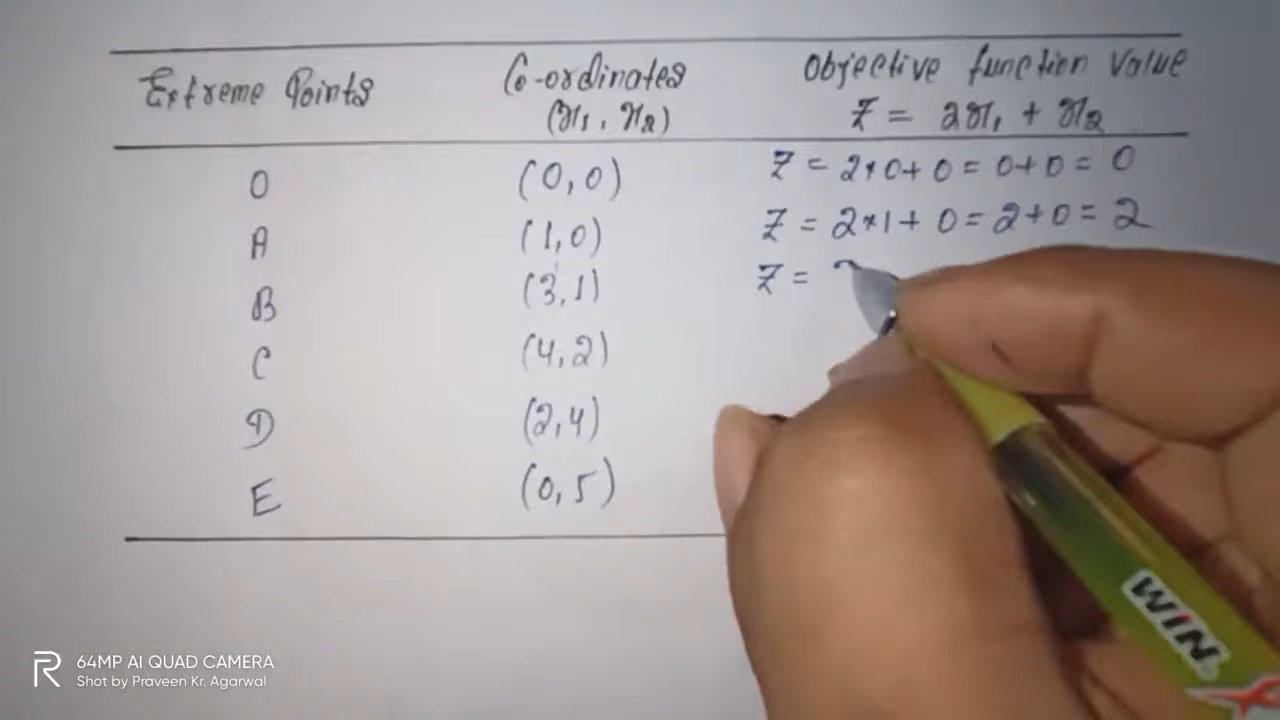 Extreme Points Co-ordinates Objective function Value
(x1, x2) Z = 2x1 + x2
O (0,0) Z = 2*0+0=0+0=0
A (1,0) Z = 2*1+0=2+0=2
B (3,1) Z =
C (4,2)
D (2,4)
E (0,5)
WIN
R 64MP AI QUAD CAMERA
Shot by Praveen Kr. Agarwal